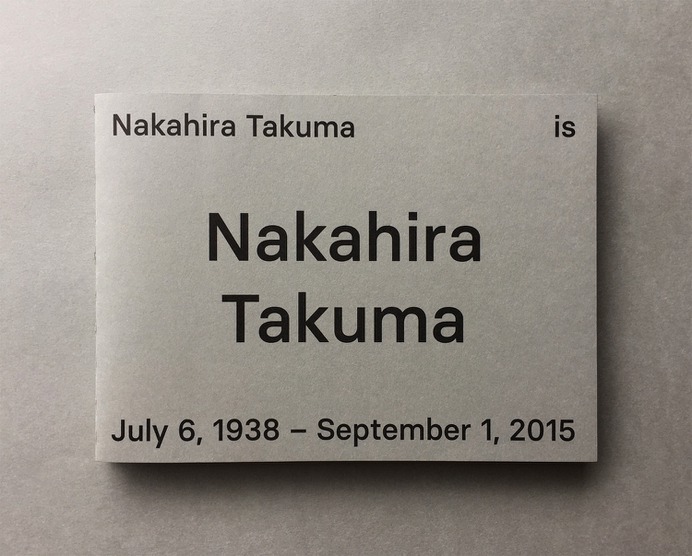 Nakahira Takuma is
Nakahira
Takuma
July 6, 1938 – September 1, 2015